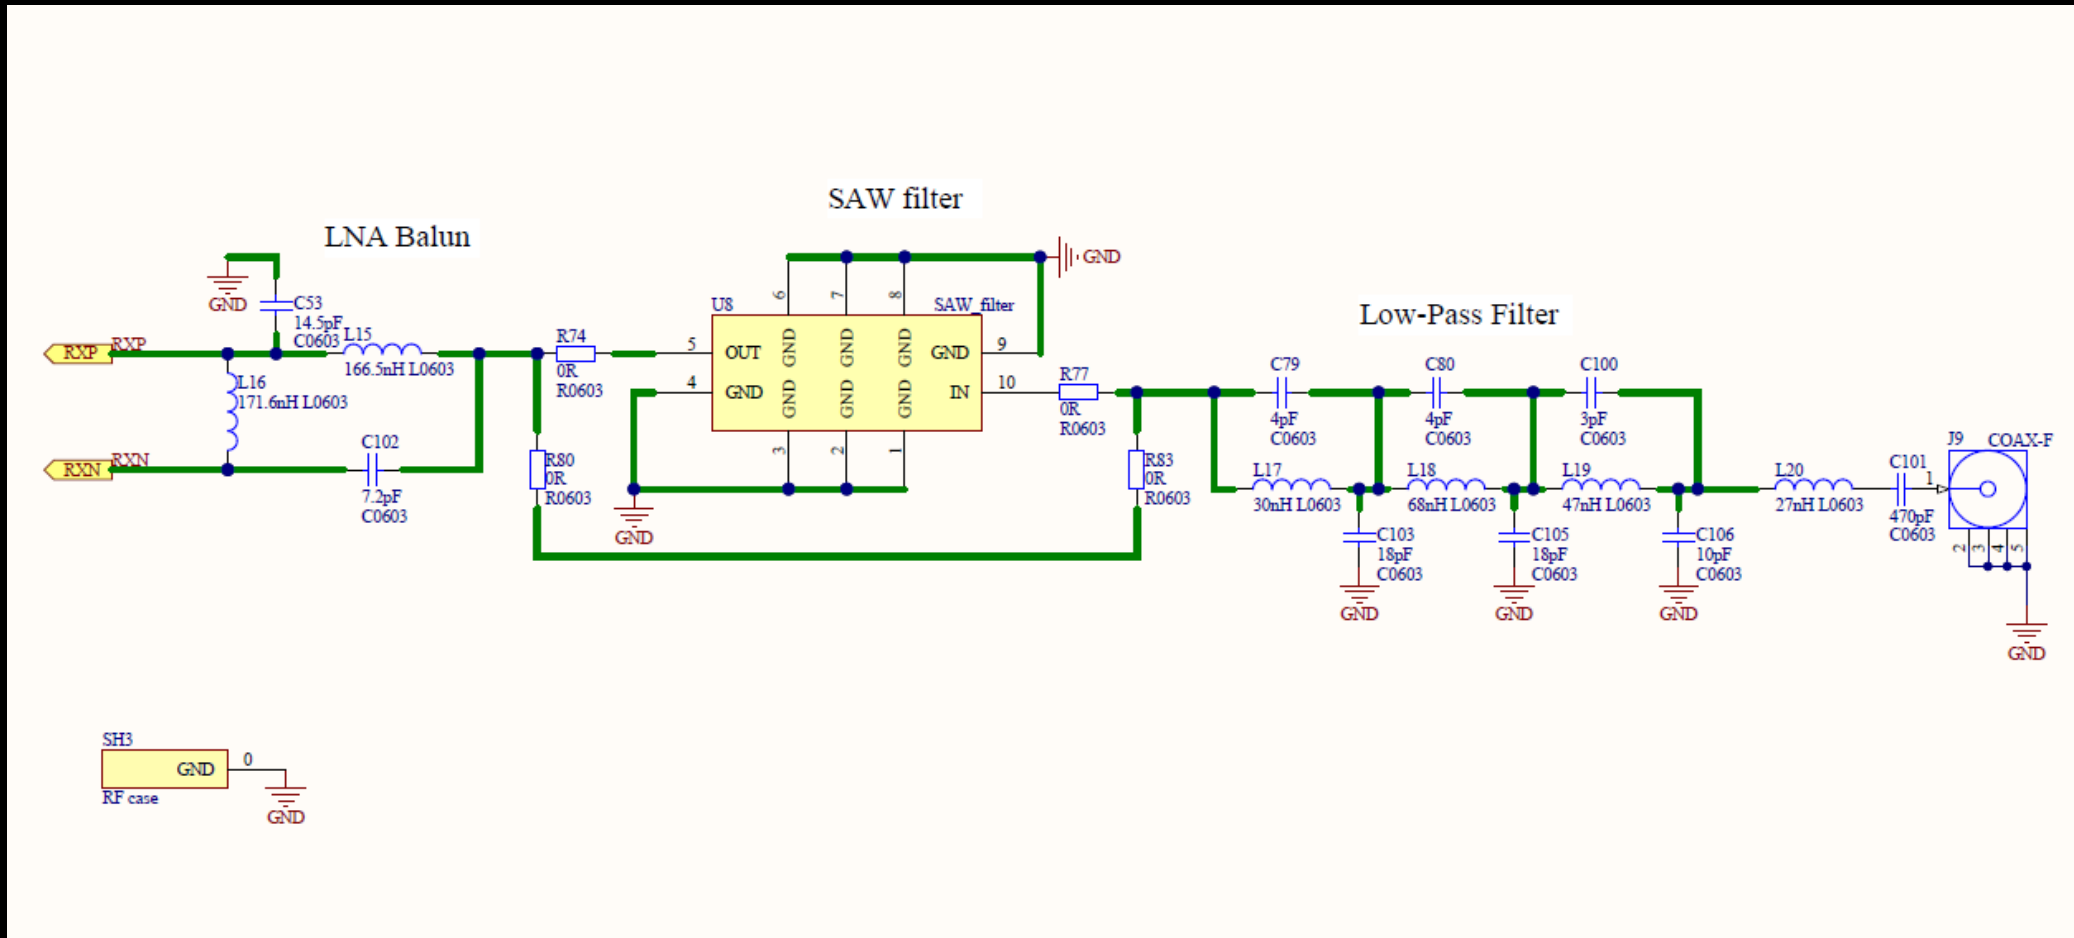 SAW filter
LNA Balun
GND
C53
14.5pF
C0603
L15
166.5nH L0603
RXP
RXP
L16
171.6nH L0603
RXN
RXN
C102
7.2pF
C0603
R74
0R
R0603
R80
0R
R0603
U8
SAW_filter
GND
6
7
8
5
OUT
GND
GND
GND
GND
9
4
GND
GND
GND
GND
IN
10
3
2
1
GND
R77
0R
R0603
R83
0R
R0603
Low-Pass Filter
C79
4pF
C0603
C80
4pF
C0603
C100
3pF
C0603
L17
30nH L0603
L18
68nH L0603
L19
47nH L0603
L20
27nH L0603
C103
18pF
C0603
GND
C105
18pF
C0603
GND
C106
10pF
C0603
GND
C101
470pF
C0603
J9
COAX-F
1
2
3
4
5
GND
SH3
GND
0
RF case
GND